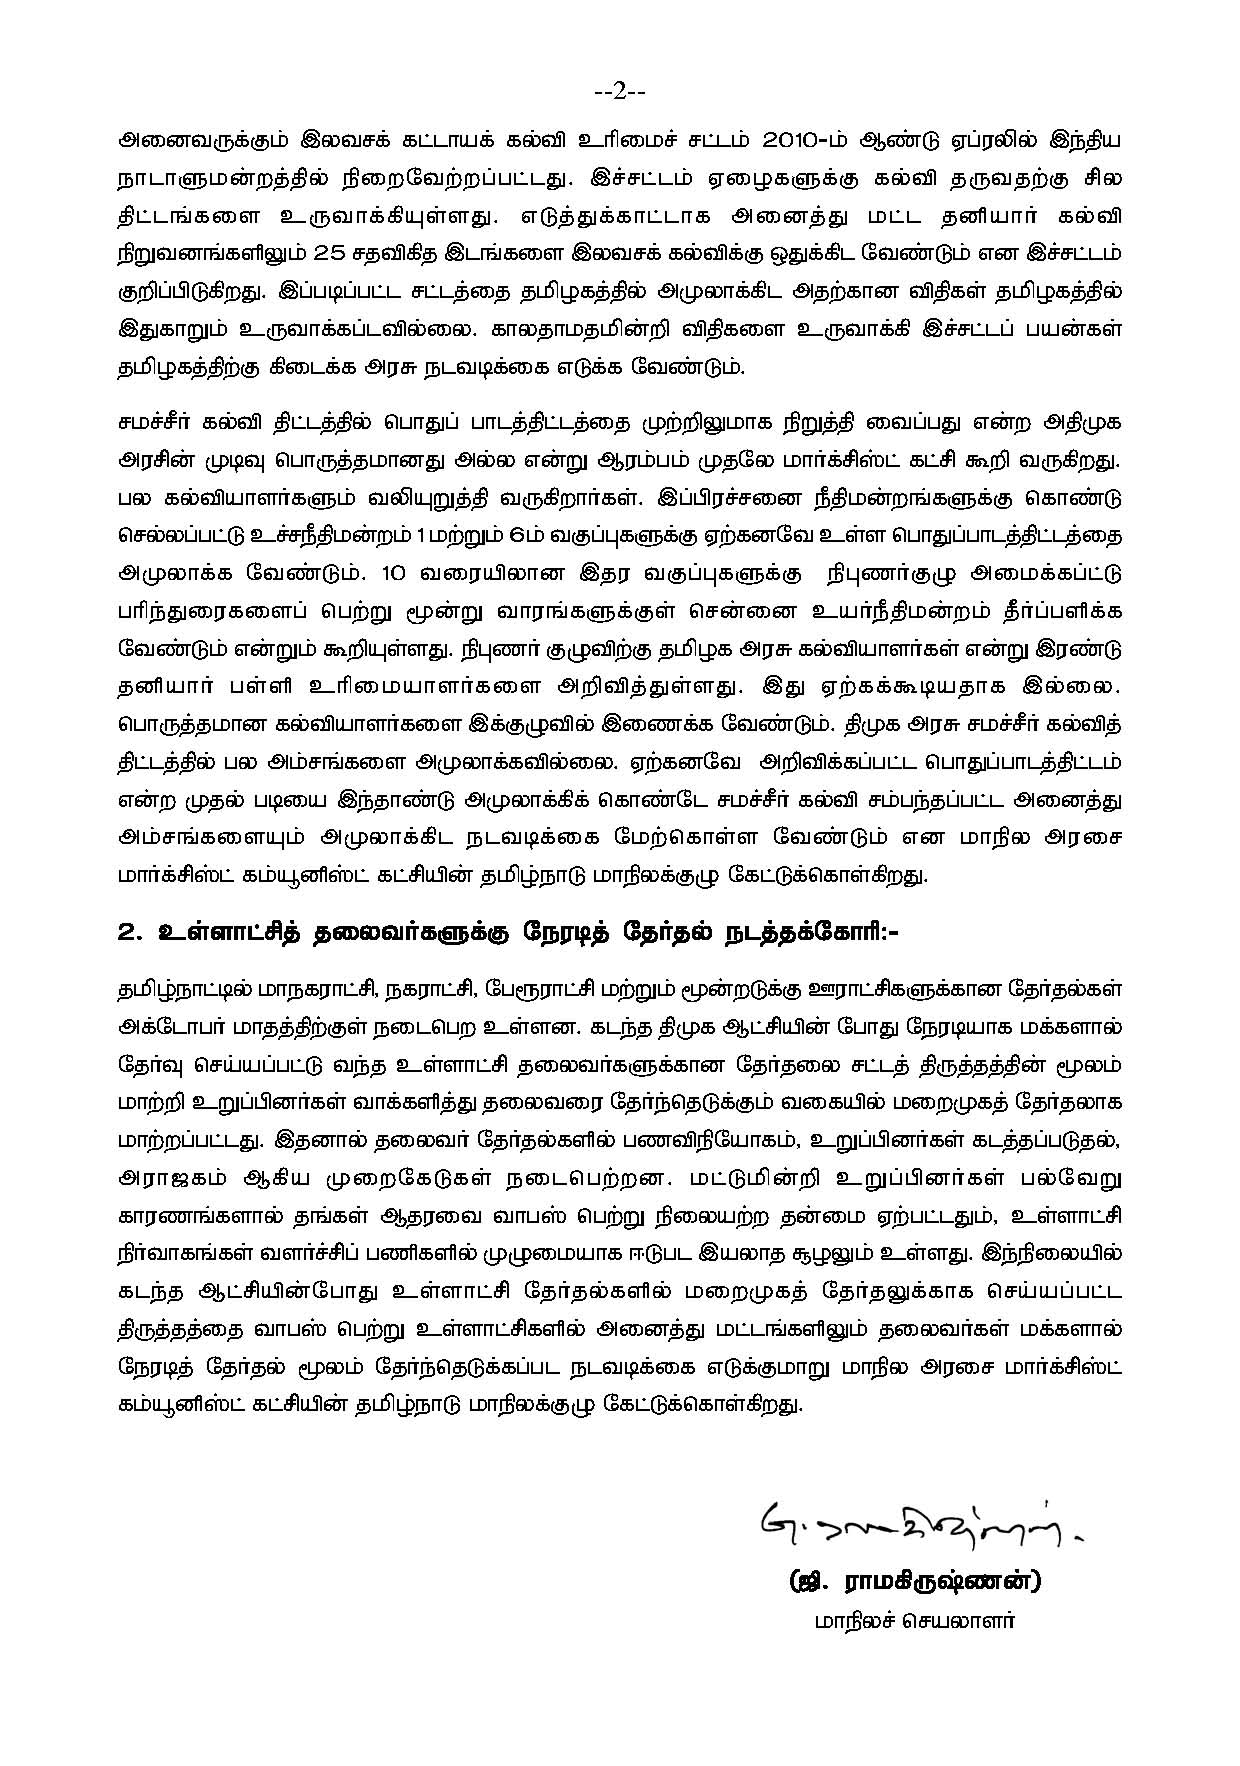 --2--
அனைவருக்கும் இலவசக் கட்டாயக் கல்வி உரிமைச் சட்டம் 2010-ம் ஆண்டு ஏப்ரலில் இந்திய
நாடாளுமன்றத்தில் நிறைவேற்றப்பட்டது. இச்சட்டம் ஏழைகளுக்கு கல்வி தருவதற்கு சில
திட்டங்களை உருவாக்கியுள்ளது. எடுத்துக்காட்டாக அனைத்து மட்ட தனியார் கல்வி
நிறுவனங்களிலும் 25 சதவிகித இடங்களை இலவசக் கல்விக்கு ஒதுக்கிட வேண்டும் என இச்சட்டம்
குறிப்பிடுகிறது. இப்படிப்பட்ட சட்டத்தை தமிழகத்தில் அமுலாக்கிட அதற்கான விதிகள் தமிழகத்தில்
இதுகாறும் உருவாக்கப்படவில்லை. காலதாமதமின்றி விதிகளை உருவாக்கி இச்சட்டப் பயன்கள்
தமிழகத்திற்கு கிடைக்க அரசு நடவடிக்கை எடுக்க வேண்டும்.
சமச்சீர் கல்வி திட்டத்தில் பொதுப் பாடத்திட்டத்தை முற்றிலுமாக நிறுத்தி வைப்பது என்ற அதிமுக
அரசின் முடிவு பொருத்தமானது அல்ல என்று ஆரம்பம் முதலே மார்க்சிஸ்ட் கட்சி கூறி வருகிறது.
பல கல்வியாளர்களும் வலியுறுத்தி வருகிறார்கள். இப்பிரச்சனை நீதிமன்றங்களுக்கு கொண்டு
செல்லப்பட்டு உச்சநீதிமன்றம் 1 மற்றும் 6ம் வகுப்புகளுக்கு ஏற்கனவே உள்ள பொதுப்பாடத்திட்டத்தை
அமுலாக்க வேண்டும். 10 வரையிலான இதர வகுப்புகளுக்கு நிபுணர்குழு அமைக்கப்பட்டு
பரிந்துரைகளைப் பெற்று மூன்று வாரங்களுக்குள் சென்னை உயர்நீதிமன்றம் தீர்ப்பளிக்க
வேண்டும் என்றும் கூறியுள்ளது. நிபுணர் குழுவிற்கு தமிழக அரசு கல்வியாளர்கள் என்று இரண்டு
தனியார் பள்ளி உரிமையாளர்களை அறிவித்துள்ளது. இது ஏற்கக்கூடியதாக இல்லை.
பொருத்தமான கல்வியாளர்களை இக்குழுவில் இணைக்க வேண்டும். திமுக அரசு சமச்சீர் கல்வித்
திட்டத்தில் பல அம்சங்களை அமுலாக்கவில்லை. ஏற்கனவே அறிவிக்கப்பட்ட பொதுப்பாடத்திட்டம்
என்ற முதல் படியை இந்தாண்டு அமுலாக்கிக் கொண்டே சமச்சீர் கல்வி சம்பந்தப்பட்ட அனைத்து
அம்சங்களையும் அமுலாக்கிட நடவடிக்கை மேற்கொள்ள வேண்டும் என மாநில அரசை
மார்க்சிஸ்ட் கம்யூனிஸ்ட் கட்சியின் தமிழ்நாடு மாநிலக்குழு கேட்டுக்கொள்கிறது.
2. உள்ளாட்சித் தலைவர்களுக்கு நேரடித் தேர்தல் நடத்தக்கோரி:-
தமிழ்நாட்டில் மாநகராட்சி, நகராட்சி, பேரூராட்சி மற்றும் மூன்றடுக்கு ஊராட்சிகளுக்கான தேர்தல்கள்
அக்டோபர் மாதத்திற்குள் நடைபெற உள்ளன. கடந்த திமுக ஆட்சியின் போது நேரடியாக மக்களால்
தேர்வு செய்யப்பட்டு வந்த உள்ளாட்சி தலைவர்களுக்கான தேர்தலை சட்டத் திருத்தத்தின் மூலம்
மாற்றி உறுப்பினர்கள் வாக்களித்து தலைவரை தேர்ந்தெடுக்கும் வகையில் மறைமுகத் தேர்தலாக
மாற்றப்பட்டது. இதனால் தலைவர் தேர்தல்களில் பணவிநியோகம், உறுப்பினர்கள் கடத்தப்படுதல்,
அராஜகம் ஆகிய முறைகேடுகள் நடைபெற்றன. மட்டுமின்றி உறுப்பினர்கள் பல்வேறு
காரணங்களால் தங்கள் ஆதரவை வாபஸ் பெற்று நிலையற்ற தன்மை ஏற்பட்டதும், உள்ளாட்சி
நிர்வாகங்கள் வளர்ச்சிப் பணிகளில் முழுமையாக ஈடுபட இயலாத சூழலும் உள்ளது. இந்நிலையில்
கடந்த ஆட்சியின்போது உள்ளாட்சி தேர்தல்களில் மறைமுகத் தேர்தலுக்காக செய்யப்பட்ட
திருத்தத்தை வாபஸ் பெற்று உள்ளாட்சிகளில் அனைத்து மட்டங்களிலும் தலைவர்கள் மக்களால்
நேரடித் தேர்தல் மூலம் தேர்ந்தெடுக்கப்பட நடவடிக்கை எடுக்குமாறு மாநில அரசை மார்க்சிஸ்ட்
கம்யூனிஸ்ட் கட்சியின் தமிழ்நாடு மாநிலக்குழு கேட்டுக்கொள்கிறது.
ஜி. ராமகிருஷ்ணன்.
(ஜி. ராமகிருஷ்ணன்)
மாநிலச் செயலாளர்